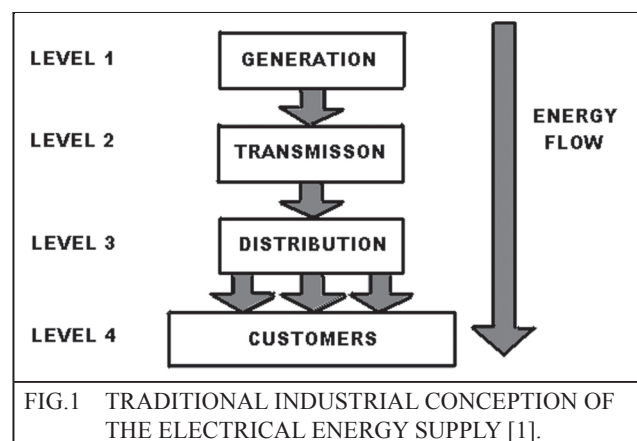 LEVEL 1
GENERATION
ENERGY
FLOW
LEVEL 2
TRANSMISSON
LEVEL 3
DISTRIBUTION
LEVEL 4
CUSTOMERS
FIG.1 TRADITIONAL INDUSTRIAL CONCEPTION OF
THE ELECTRICAL ENERGY SUPPLY [1].